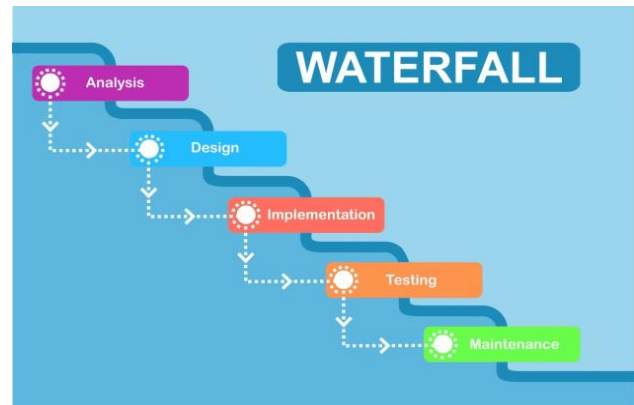 WATERFALL
Analysis
Design
Implementation
Testing
Maintenance